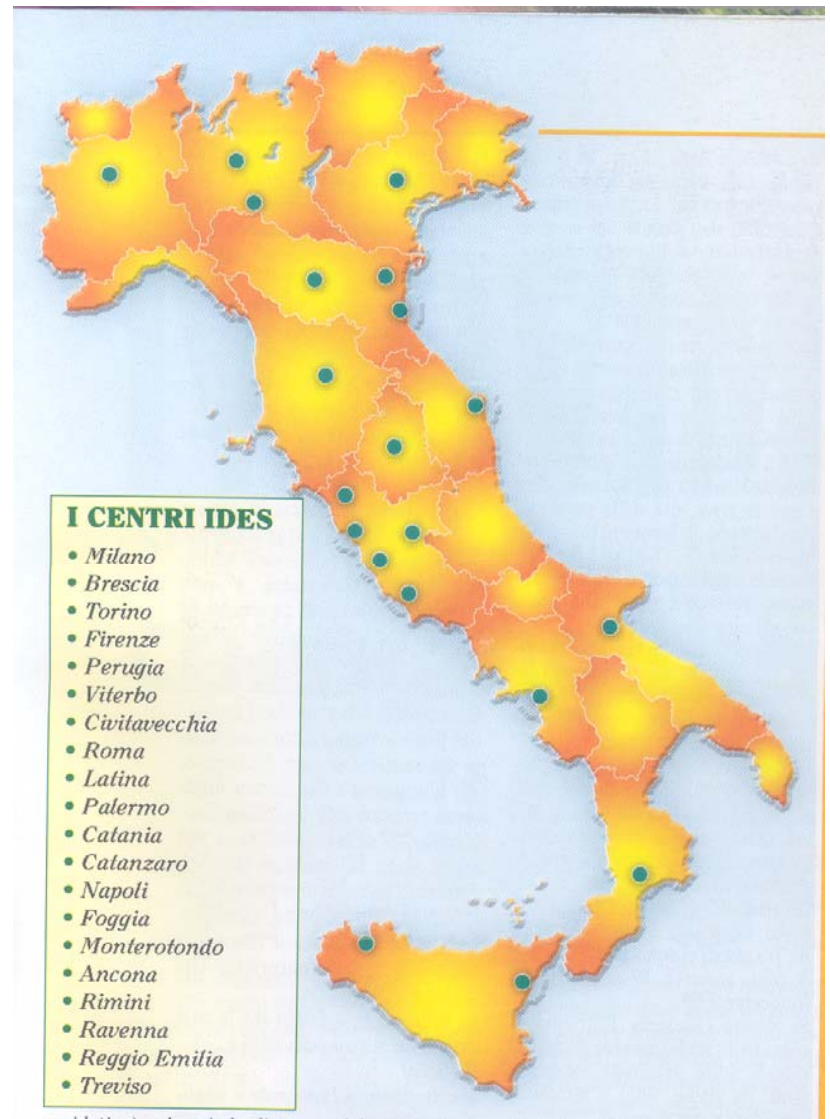 I CENTRI IDES
• Milano
• Brescia
• Torino
• Firenze
• Perugia
• Viterbo
• Civitavecchia
• Roma
• Latina
• Palermo
• Catania
• Catanzaro
• Napoli
• Foggia
• Monterotondo
• Ancona
• Rimini
• Ravenna
• Reggio Emilia
• Treviso